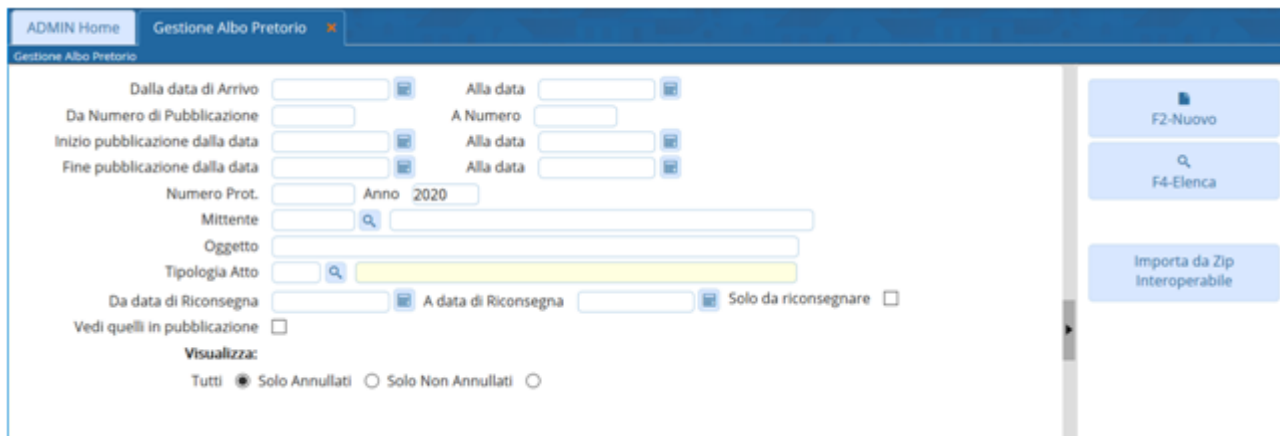 ADMIN Home Gestione Albo Pretorio
Gestione Albo Pretorio
Dalla data di Arrivo Alla data
Da Numero di Pubblicazione A Numero
Inizio pubblicazione dalla data Alla data
Fine pubblicazione dalla data Alla data
Numero Prot. Anno 2020
Mittente
Oggetto
Tipologia Atto
Da data di Riconsegna A data di Riconsegna Solo da riconsegnare
Vedi quelli in pubblicazione
Visualizza:
Tutti Solo Annullati Solo Non Annullati
F2-Nuovo
F4-Elenca
Importa da Zip
Interoperabile